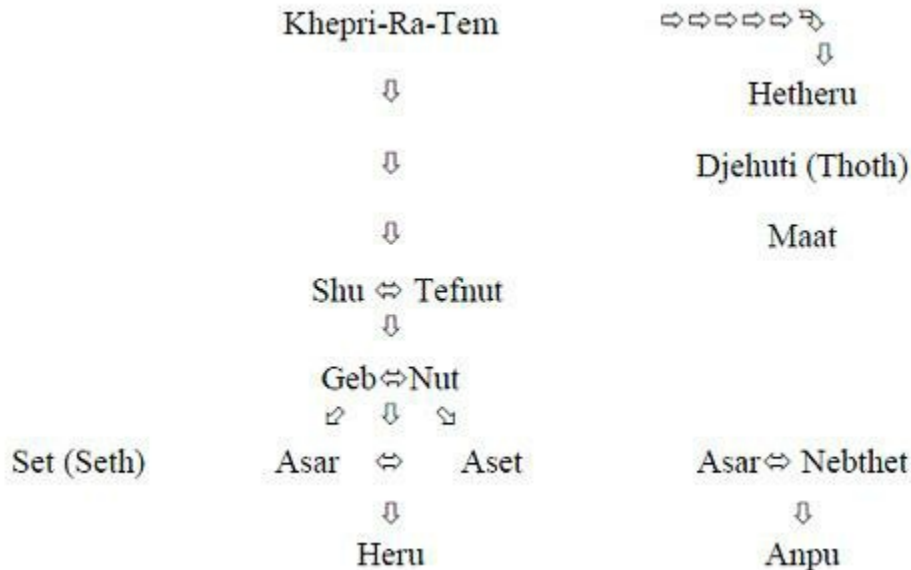 Khepri-Ra-Tem ⇨⇨⇨⇨⇨
⇩
⇩ Hetheru
⇩ Djehuti (Thoth)
⇩ Maat
Shu ⇔ Tefnut
⇩
Geb⇔Nut
⇩
Set (Seth) Asar ⇔ Aset Asar⇔ Nebthet
⇩ ⇩
Heru Anpu